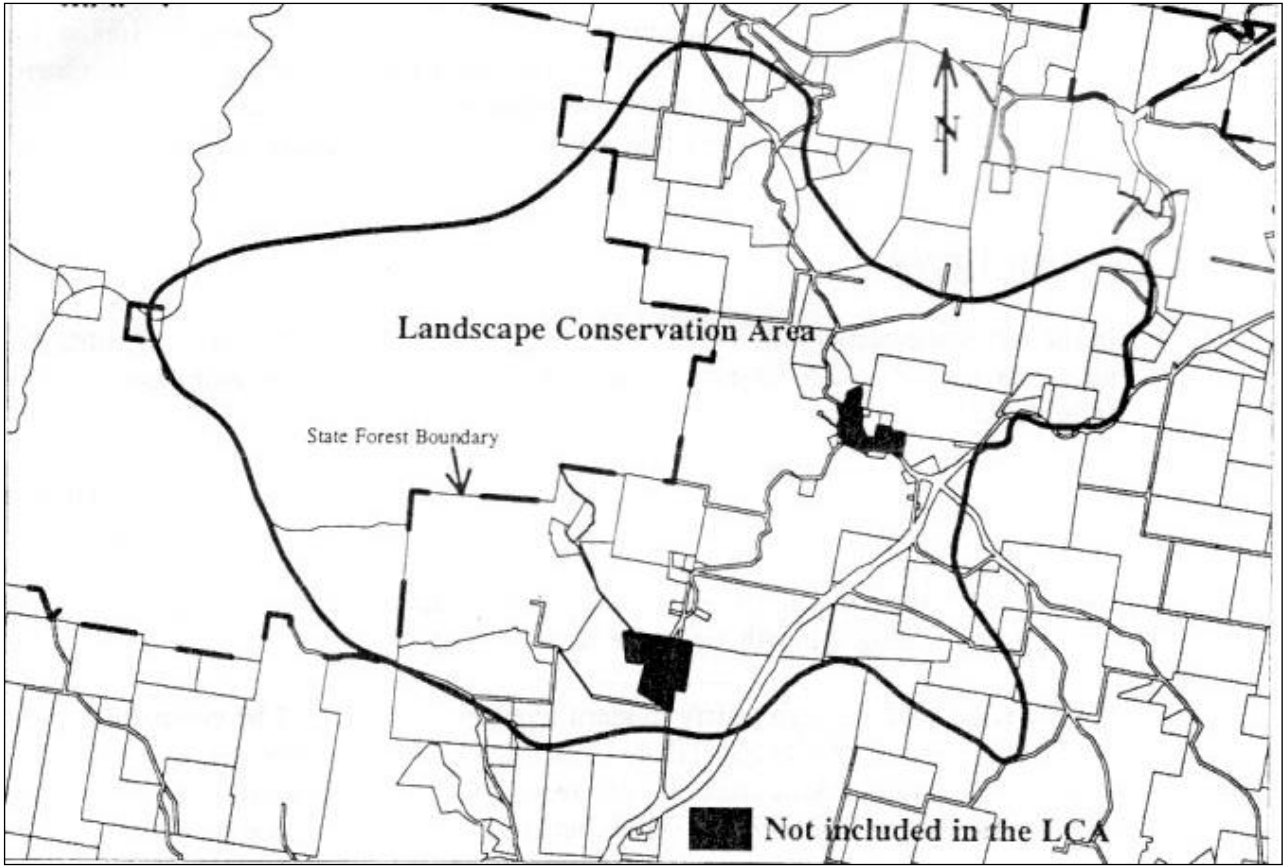 N
Landscape Conservation Area
State Forest Boundary
Not included in the LCA